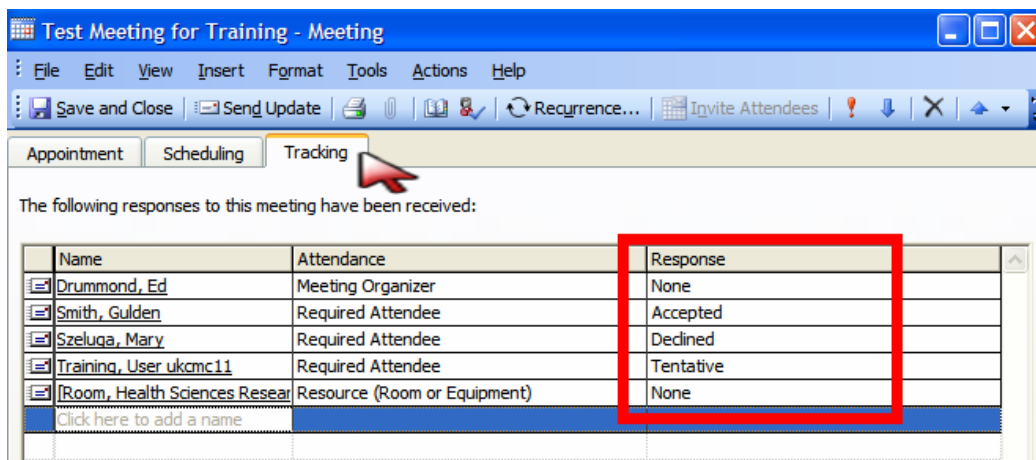 Test Meeting for Training - Meeting
File Edit View Insert Format Tools Actions Help
Save and Close Send Update Recurrence... Invite Attendees
Appointment Scheduling Tracking
The following responses to this meeting have been received:
Name Attendance Response
Drummond, Ed Meeting Organizer None
Smith, Gulden Required Attendee Accepted
Szeluga, Mary Required Attendee Declined
Training, User ukcmc11 Required Attendee Tentative
[Room, Health Sciences Resear Resource (Room or Equipment) None
Click here to add a name